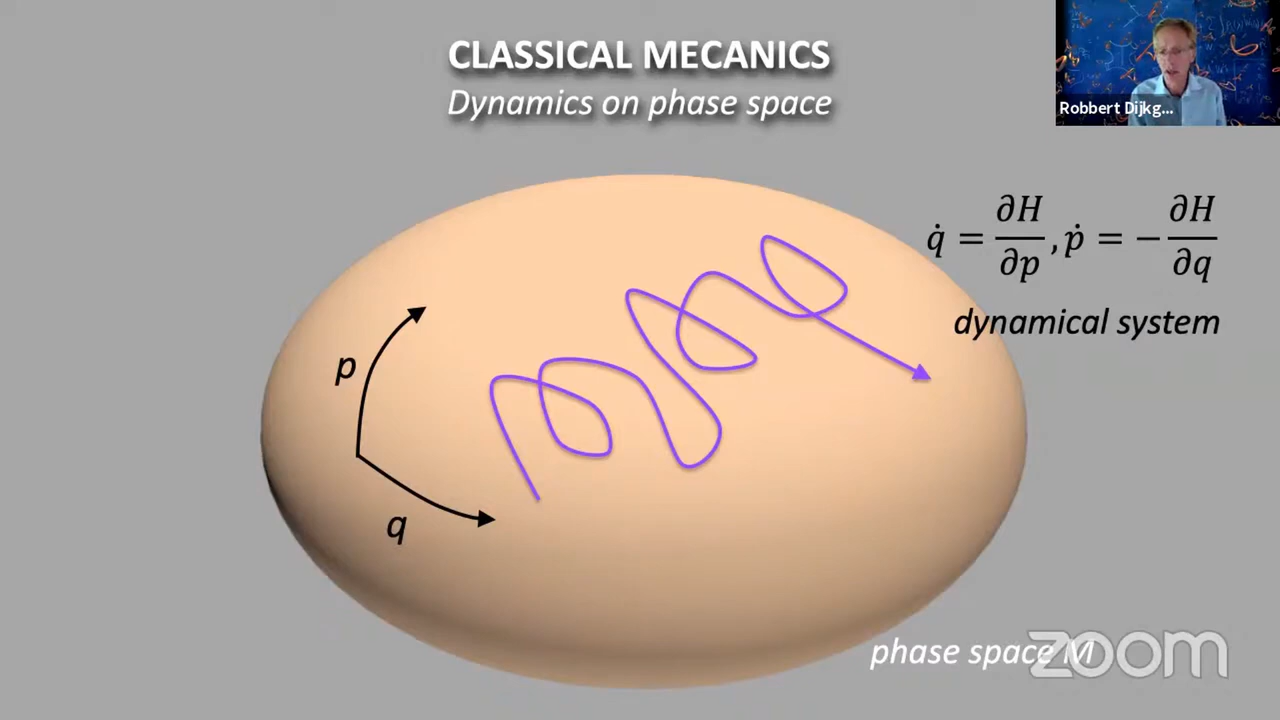 CLASSICAL MECANICS
Dynamics on phase space
Robbert Dijkg...
q̇ = ∂H/∂p, ṗ = −∂H/∂q
dynamical system
p
q
phase space M
zoom